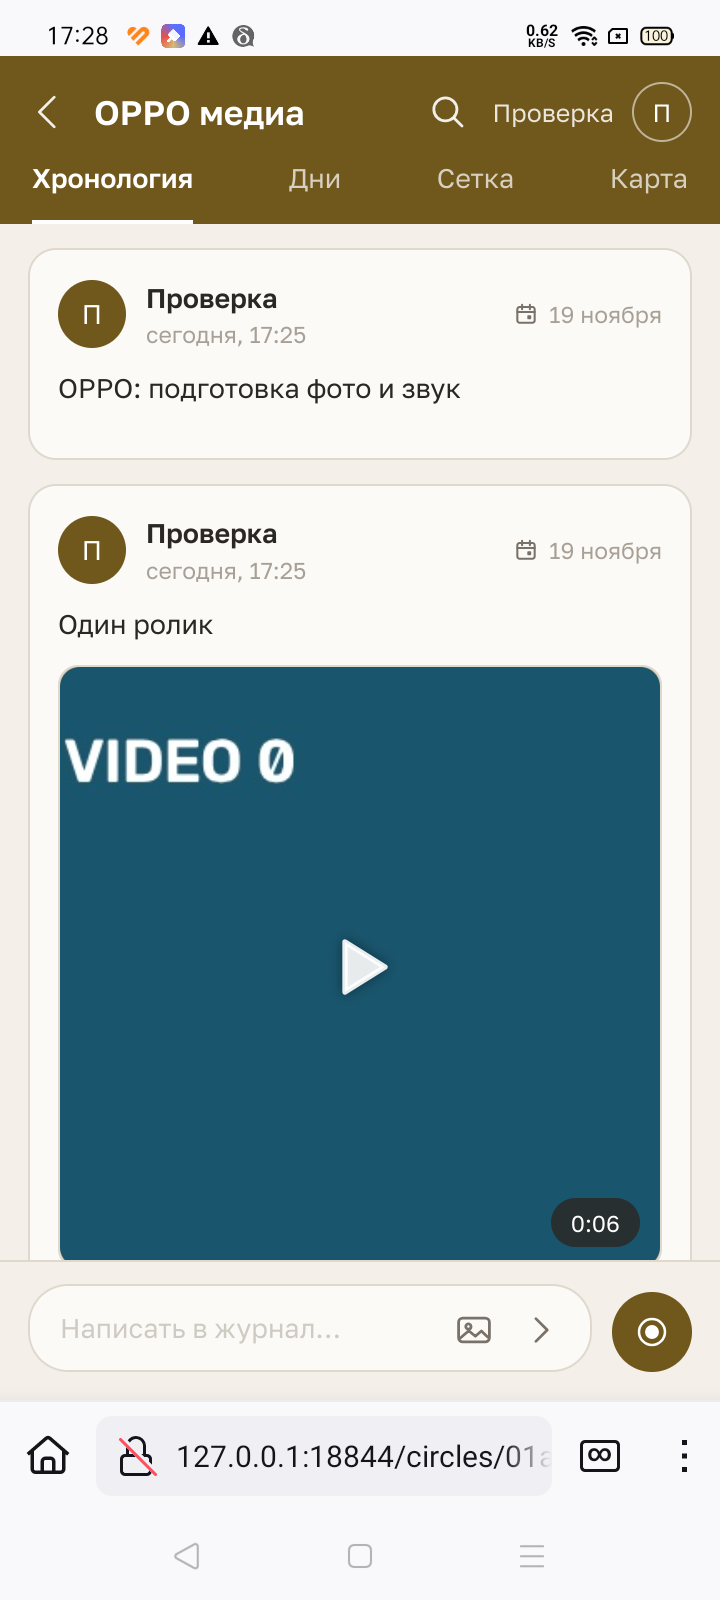 17:28
0.62
KB/S
100
OPPO медиа
Проверка
П
Хронология
Дни
Сетка
Карта
П
Проверка
19 ноября
сегодня, 17:25
OPPO: подготовка фото и звук
П
Проверка
19 ноября
сегодня, 17:25
Один ролик
VIDEO 0
0:06
Написать в журнал...
127.0.0.1:18844/circles/01a